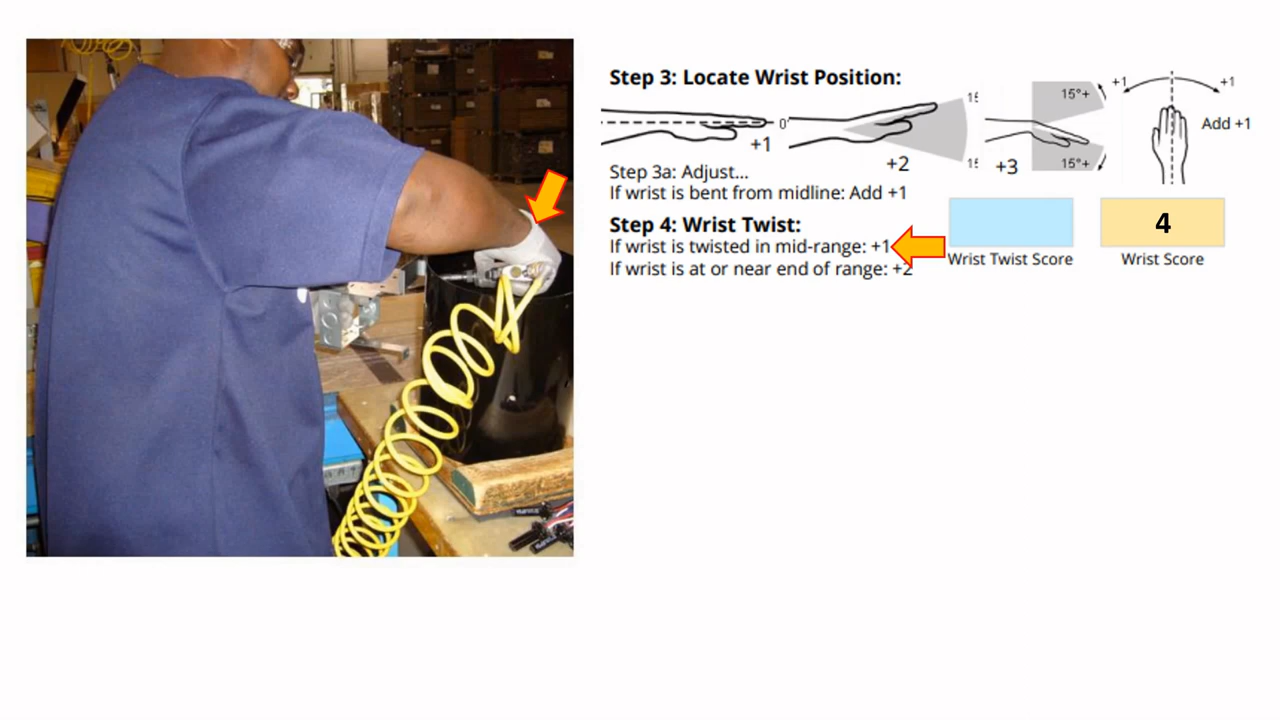 Step 3: Locate Wrist Position:
+1
0
+2
15
15
+3
15°+
15°+
+1
+1
Add +1
Step 3a: Adjust...
If wrist is bent from midline: Add +1
Step 4: Wrist Twist:
If wrist is twisted in mid-range: +1
If wrist is at or near end of range: +2
Wrist Twist Score
4
Wrist Score